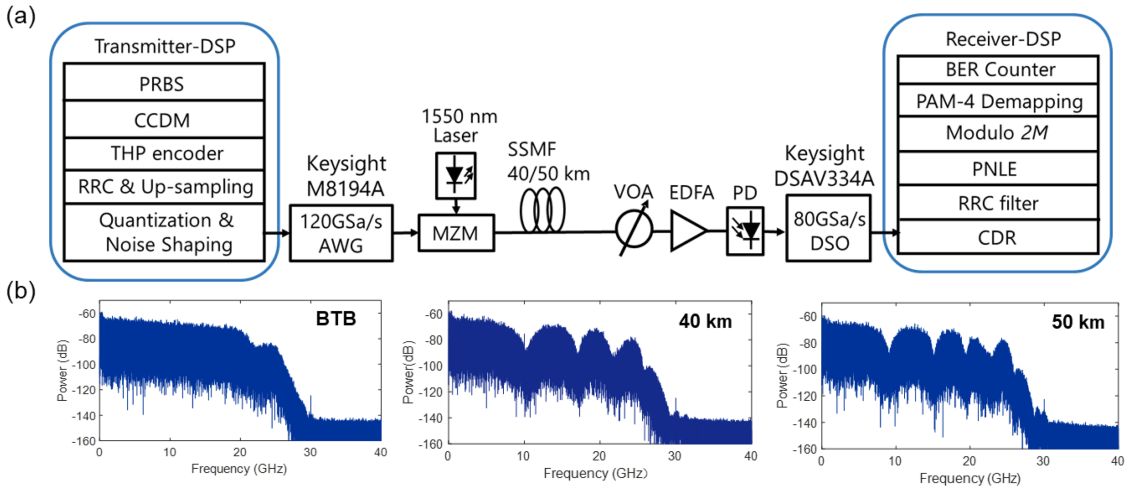 (a)
Transmitter-DSP
PRBS
CCDM
THP encoder
RRC & Up-sampling
Quantization &
Noise Shaping
Keysight
M8194A
120GSa/s
AWG
1550 nm
Laser
MZM
SSMF
40/50 km
VOA
EDFA
PD
Keysight
DSAV334A
80GSa/s
DSO
Receiver-DSP
BER Counter
PAM-4 Demapping
Modulo 2M
PNLE
RRC filter
CDR
(b)
BTB
Power(dB)
-60
-80
-100
-120
-140
-160
0 10 20 30 40
Frequency (GHz)
40 km
Power(dB)
-60
-80
-100
-120
-140
-160
0 10 20 30 40
Frequency (GHz)
50 km
Power(dB)
-60
-80
-100
-120
-140
-160
0 10 20 30 40
Frequency (GHz)